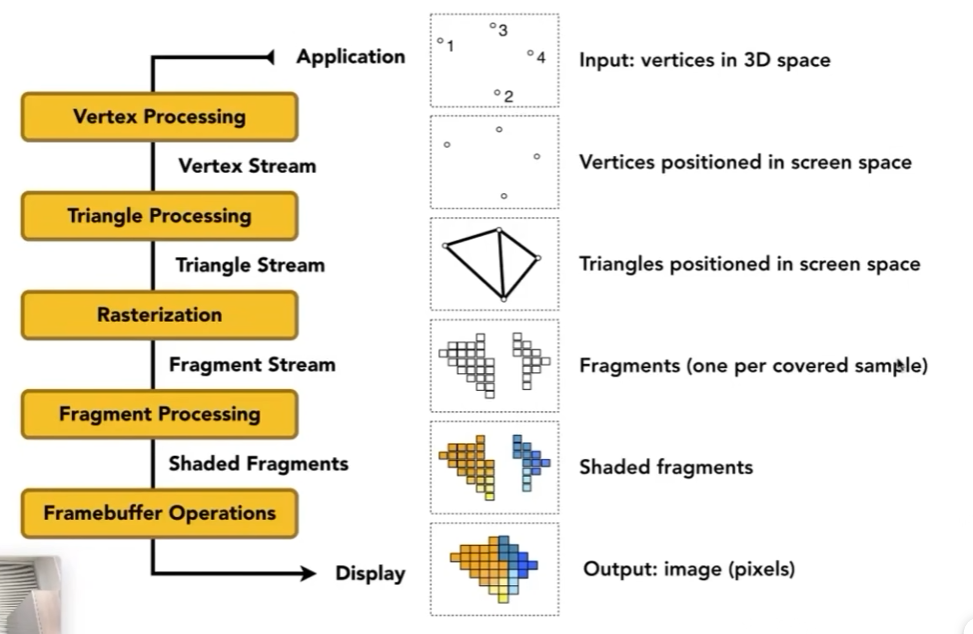 Application
3
1
4
2
Input: vertices in 3D space
Vertex Processing
Vertex Stream
Vertices positioned in screen space
Triangle Processing
Triangle Stream
Triangles positioned in screen space
Rasterization
Fragment Stream
Fragments (one per covered sample)
Fragment Processing
Shaded Fragments
Shaded fragments
Framebuffer Operations
Display
Output: image (pixels)